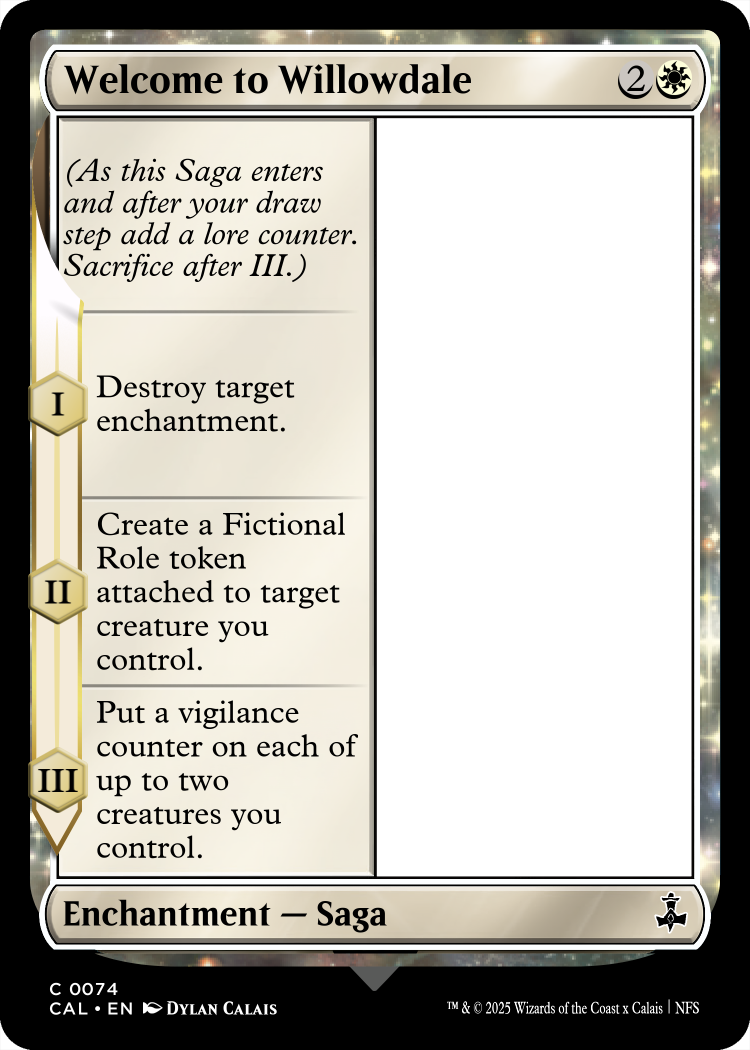 Welcome to Willowdale 2
(As this Saga enters
and after your draw
step add a lore counter.
Sacrifice after III.)
I
Destroy target
enchantment.
II
Create a Fictional
Role token
attached to target
creature you
control.
III
Put a vigilance
counter on each of
up to two
creatures you
control.
Enchantment — Saga
C 0074
CAL • EN DYLAN CALAIS
™ & © 2025 Wizards of the Coast x Calais | NFS